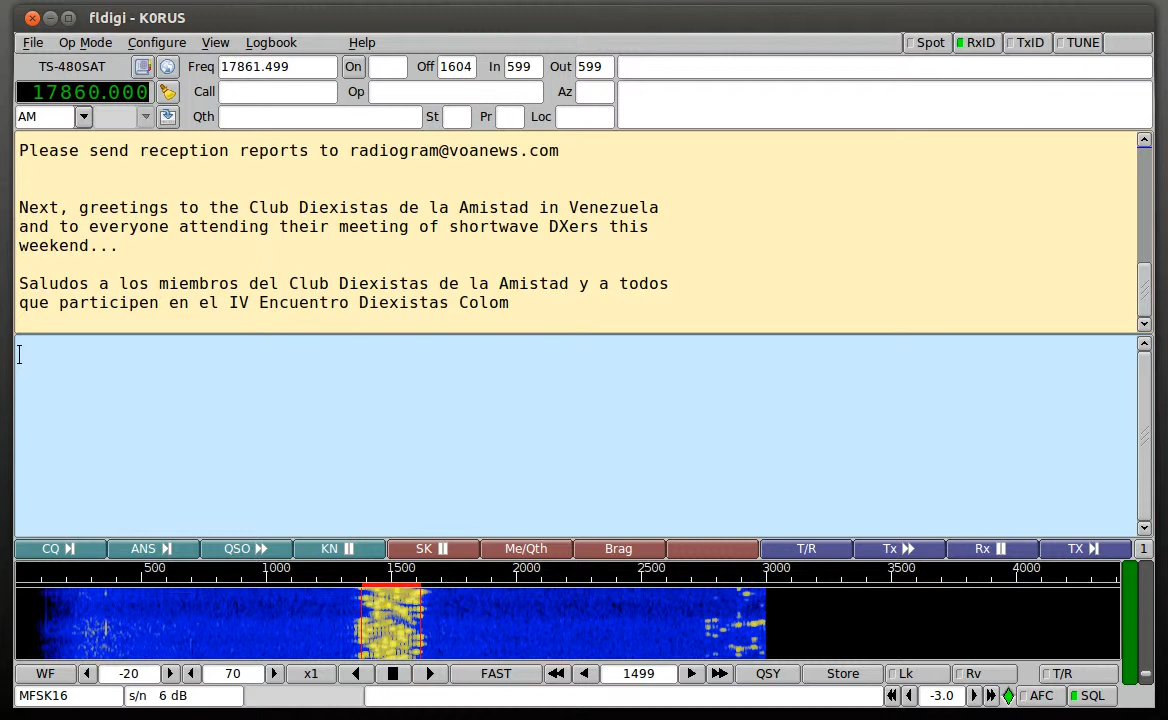 fldigi - K0RUS
File Op Mode Configure View Logbook Help Spot RxID TxID TUNE
TS-480SAT Freq 17861.499 On Off 1604 In 599 Out 599
17860.000 Call Op Az
AM Qth St Pr Loc
Please send reception reports to radiogram@voanews.com
Next, greetings to the Club Diexistas de la Amistad in Venezuela
and to everyone attending their meeting of shortwave DXers this
weekend...
Saludos a los miembros del Club Diexistas de la Amistad y a todos
que participen en el IV Encuentro Diexistas Colom
CQ ANS QSO KN SK Me/Qth Brag T/R Tx Rx TX 1
500 1000 1500 2000 2500 3000 3500 4000
WF -20 70 x1 FAST 1499 QSY Store Lk Rv T/R
MFSK16 s/n 6 dB -3.0 AFC SQL